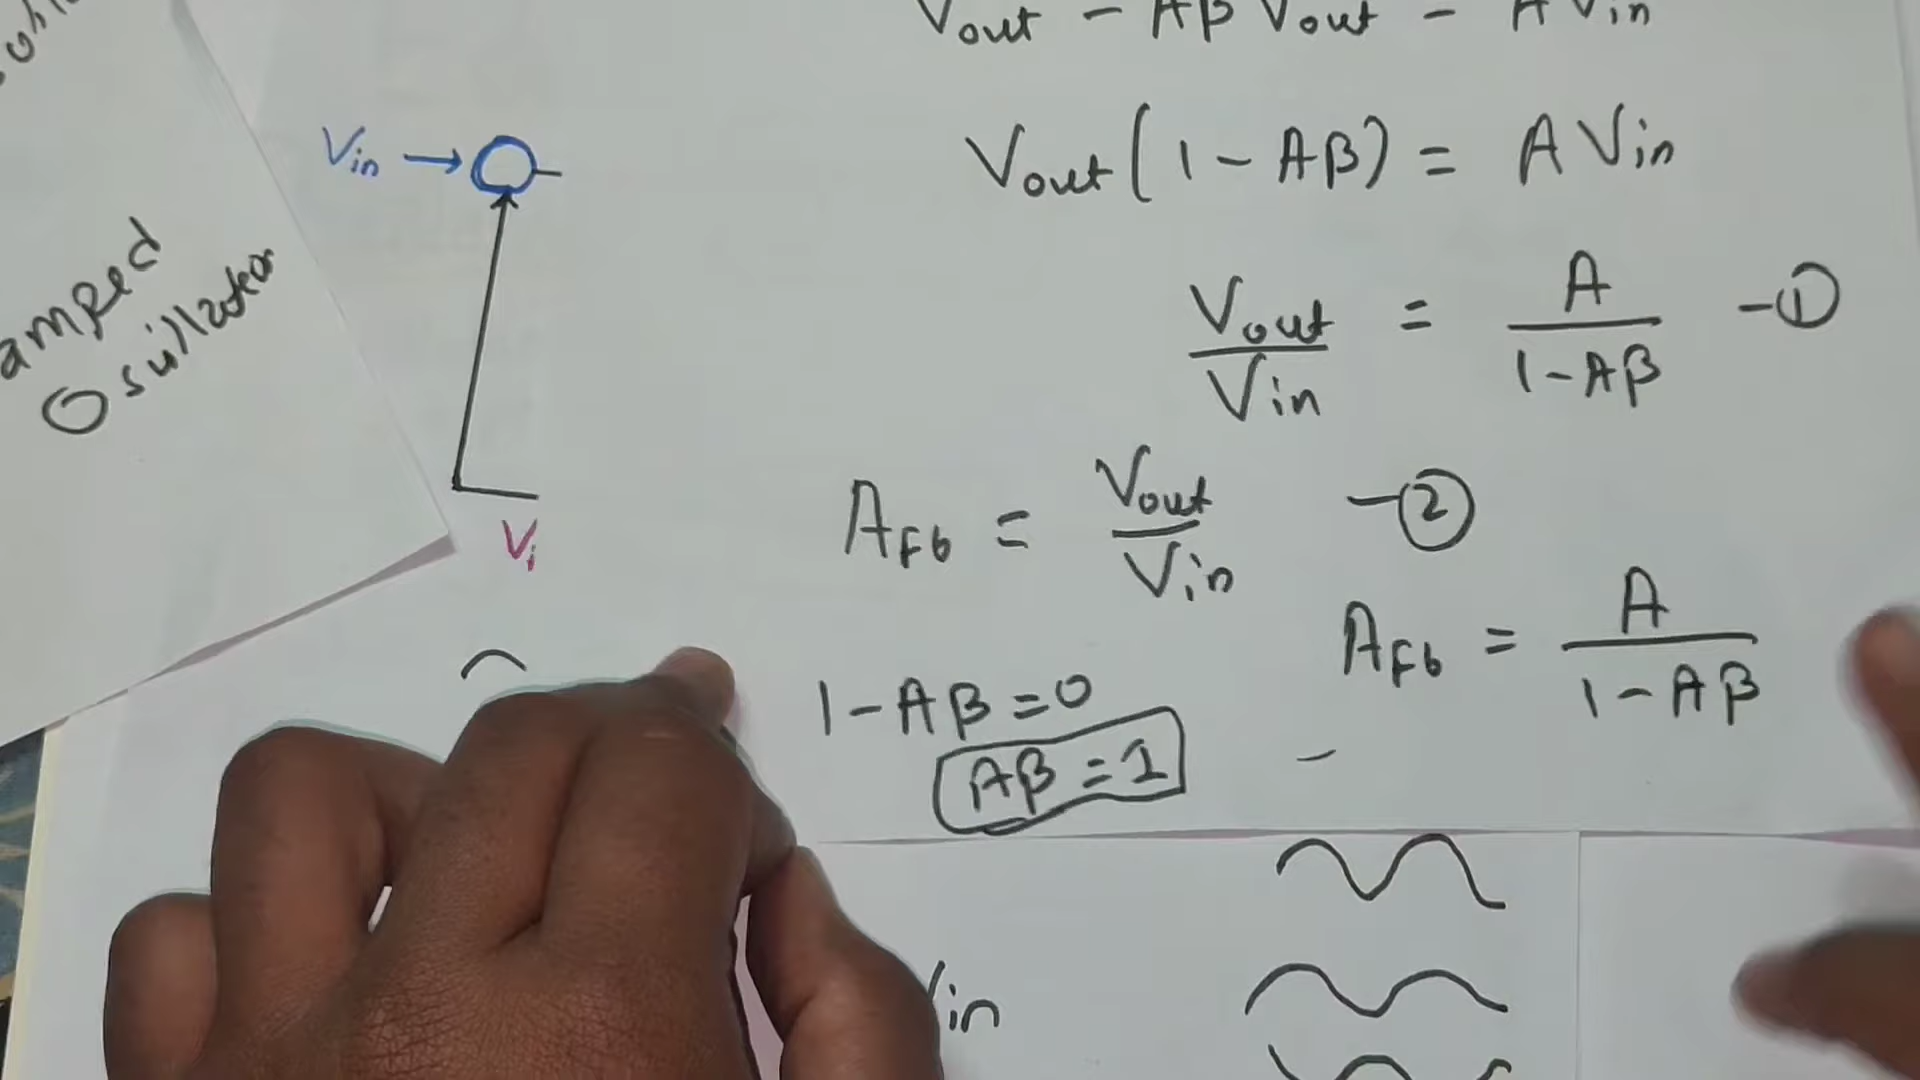 Vout - Aβ Vout - A Vin
Vin →
Vout (1 - Aβ) = A Vin
Vout / Vin = A / 1 - Aβ -①
amped
Osuillator
AFb = Vout / Vin -②
Vi
AFb = A / 1 - Aβ
1 - Aβ = 0
Aβ = 1
in